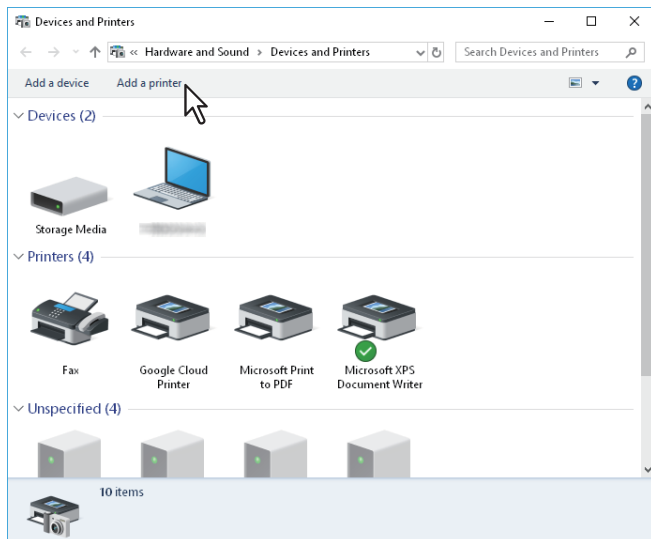 Devices and Printers
« Hardware and Sound > Devices and Printers
Search Devices and Printers
Add a device
Add a printer
Devices (2)
Storage Media
Printers (4)
Fax
Google Cloud
Printer
Microsoft Print
to PDF
Microsoft XPS
Document Writer
Unspecified (4)
10 items